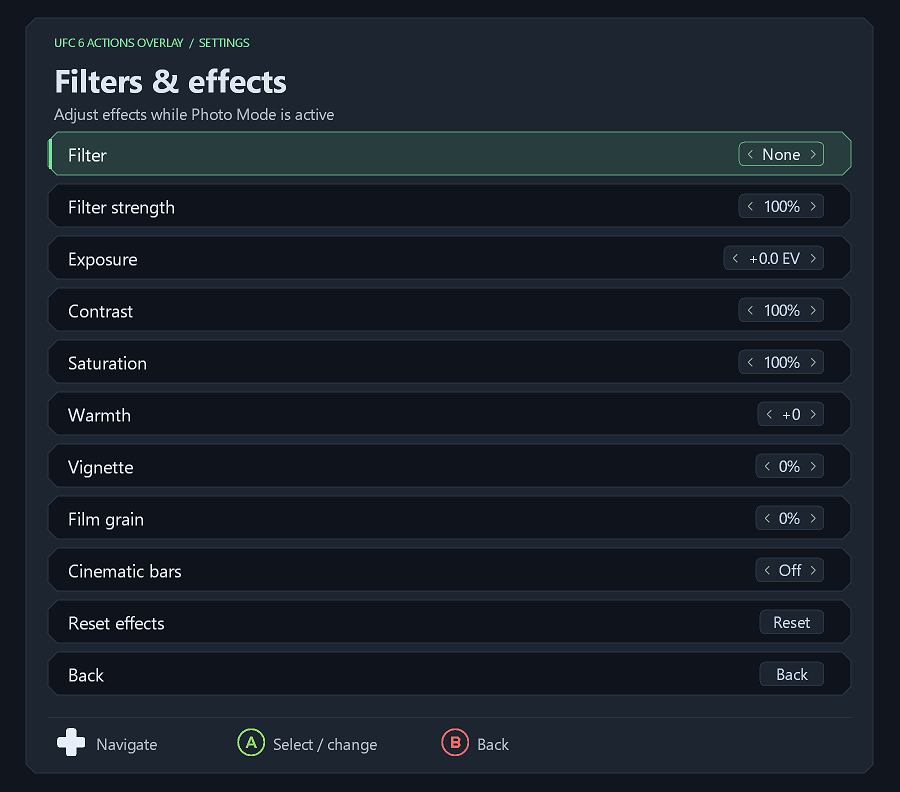 UFC 6 ACTIONS OVERLAY / SETTINGS
Filters & effects
Adjust effects while Photo Mode is active
Filter < None >
Filter strength < 100% >
Exposure < +0.0 EV >
Contrast < 100% >
Saturation < 100% >
Warmth < +0 >
Vignette < 0% >
Film grain < 0% >
Cinematic bars < Off >
Reset effects Reset
Back Back
Navigate A Select / change B Back